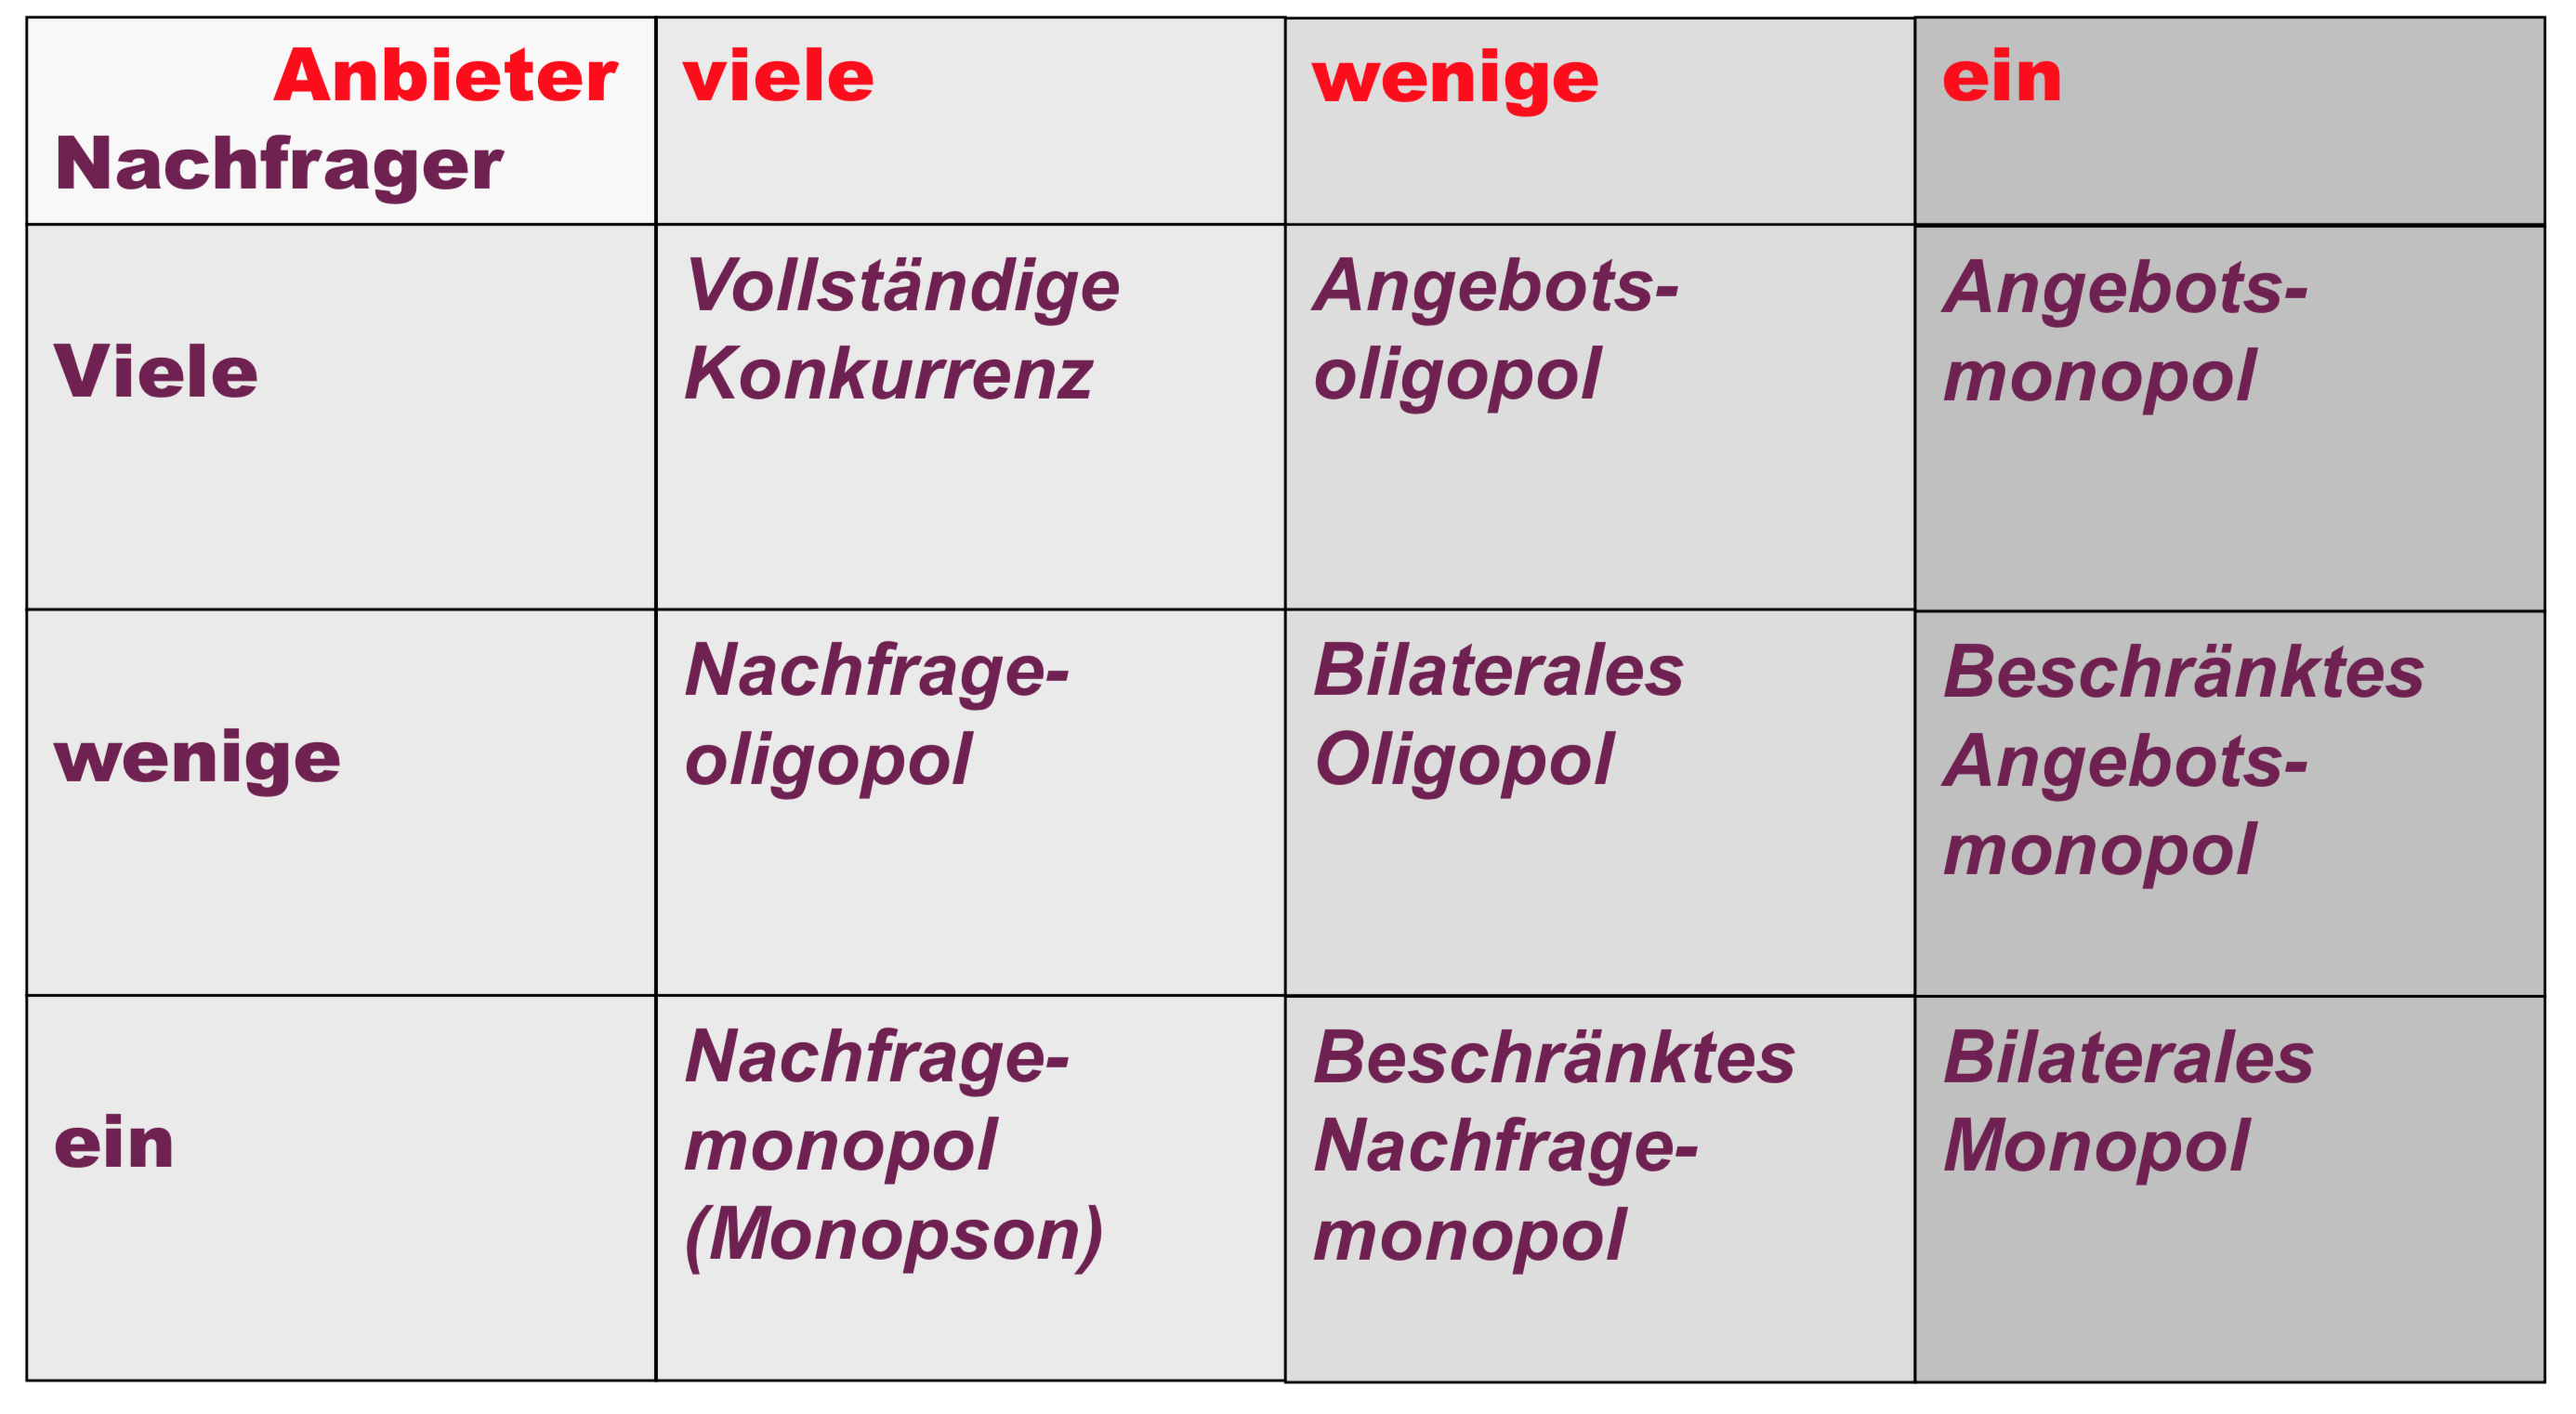 Anbieter
Nachfrager
viele
wenige
ein
Viele
Vollständige
Konkurrenz
Angebots-
oligopol
Angebots-
monopol
wenige
Nachfrage-
oligopol
Bilaterales
Oligopol
Beschränktes
Angebots-
monopol
ein
Nachfrage-
monopol
(Monopson)
Beschränktes
Nachfrage-
monopol
Bilaterales
Monopol